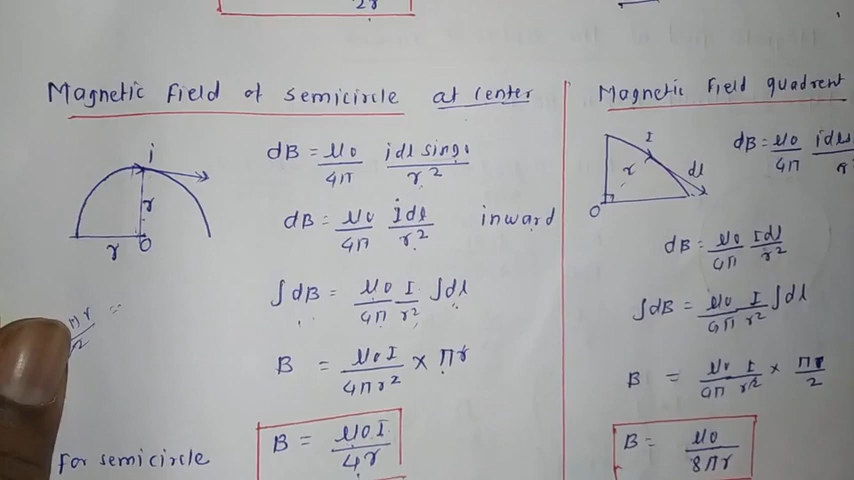 2r
Magnetic Field of semicircle at center
i
r
r O
dB = μ0/4π idl sin90/r²
dB = μ0/4π Idl/r² inward
∫dB = μ0/4π I/r² ∫dl
B = μ0I/4πr² × πr
For semicircle
B = μ0I/4r
Magnetic Field quadrent
I
r
dl
O
dB = μ0/4π
dB = μ0/4π Idl/r²
∫dB = μ0/4π I/r² ∫dl
B = μ0/4π I/r² × πr/2
B = μ0/8πr